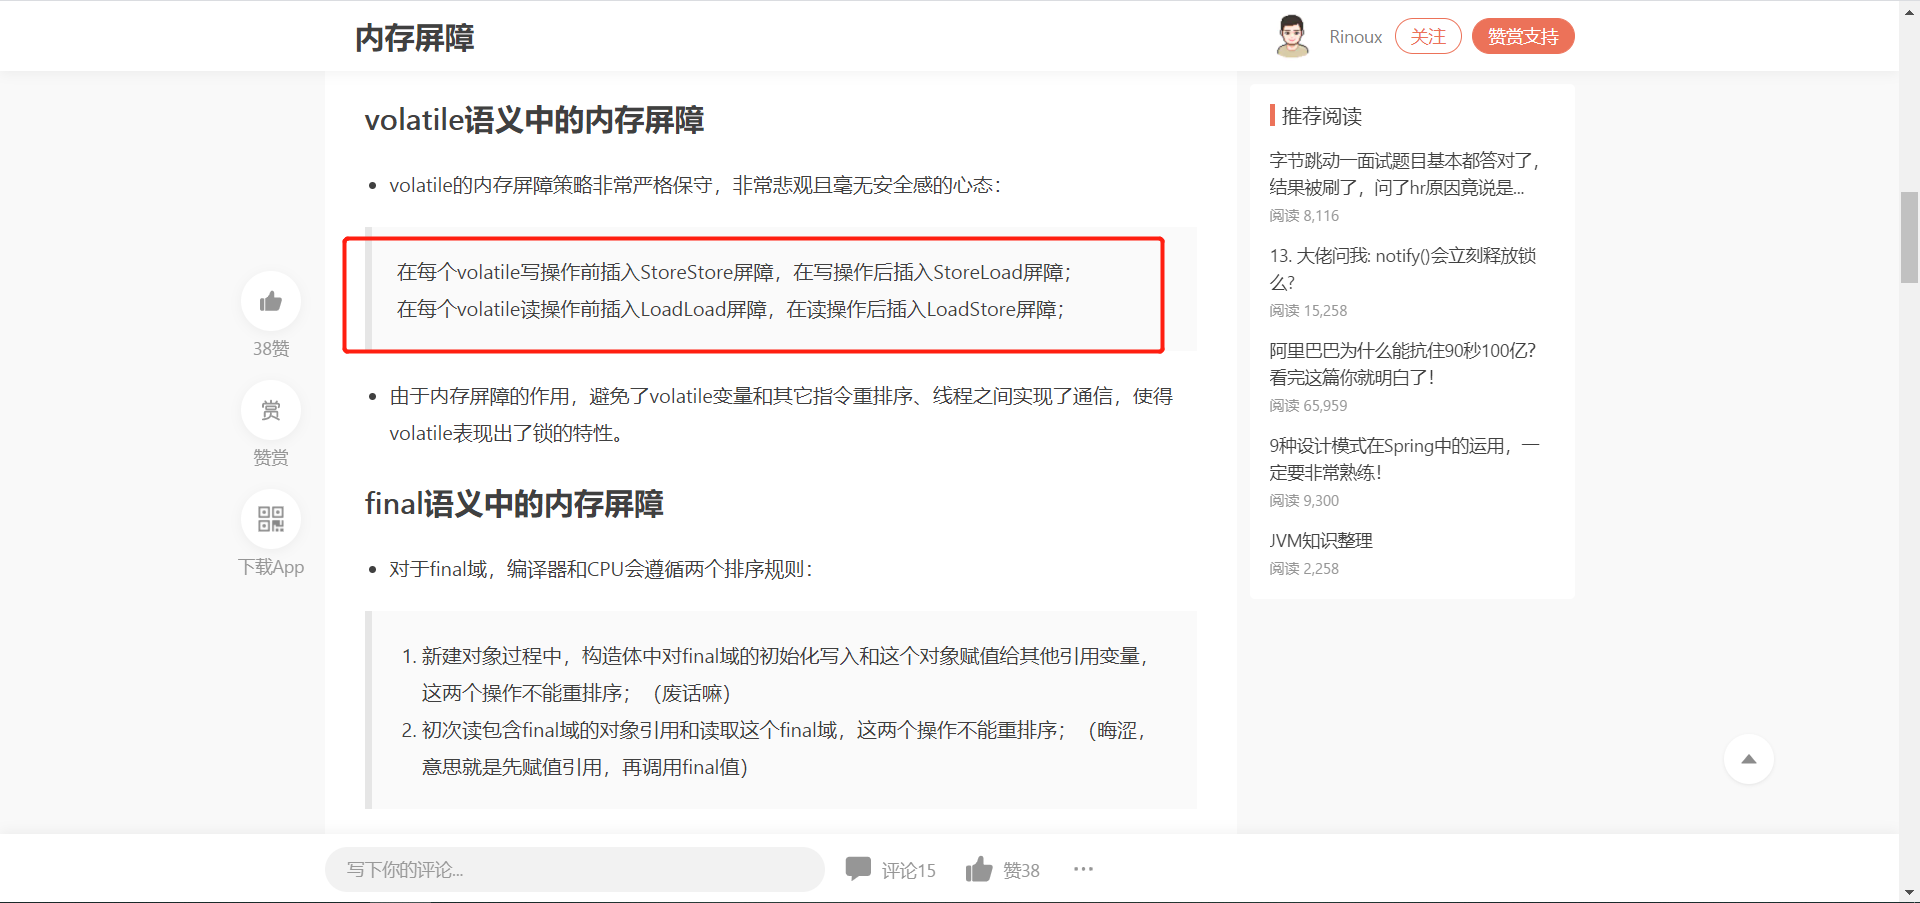 内存屏障
Rinoux
关注
赞赏支持
volatile语义中的内存屏障
volatile的内存屏障策略非常严格保守，非常悲观且毫无安全感的心态：
在每个volatile写操作前插入StoreStore屏障，在写操作后插入StoreLoad屏障；
在每个volatile读操作前插入LoadLoad屏障，在读操作后插入LoadStore屏障；
由于内存屏障的作用，避免了volatile变量和其它指令重排序、线程之间实现了通信，使得
volatile表现出了锁的特性。
final语义中的内存屏障
对于final域，编译器和CPU会遵循两个排序规则：
1. 新建对象过程中，构造体中对final域的初始化写入和这个对象赋值给其他引用变量，
这两个操作不能重排序；（废话嘛）
2. 初次读包含final域的对象引用和读取这个final域，这两个操作不能重排序；（晦涩，
意思就是先赋值引用，再调用final值）
38赞
赏
赞赏
下载App
推荐阅读
字节跳动一面试题目基本都答对了，
结果被刷了，问了hr原因竟说是...
阅读 8,116
13. 大佬问我: notify()会立刻释放锁
么?
阅读 15,258
阿里巴巴为什么能抗住90秒100亿?
看完这篇你就明白了！
阅读 65,959
9种设计模式在Spring中的运用，一
定要非常熟练！
阅读 9,300
JVM知识整理
阅读 2,258
写下你的评论...
评论15
赞38